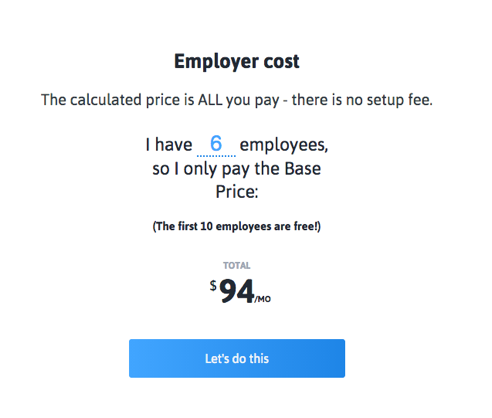 Employer cost
The calculated price is ALL you pay - there is no setup fee.
I have 6 employees,
so I only pay the Base
Price:
(The first 10 employees are free!)
TOTAL
$94/MO
Let's do this